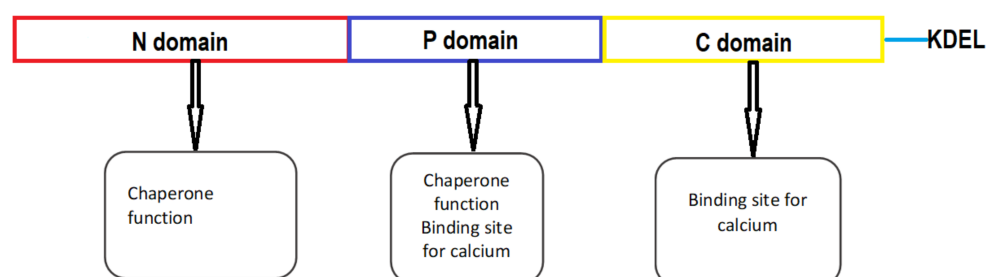 N domain
P domain
C domain
KDEL
Chaperone
function
Chaperone
function
Binding site
for calcium
Binding site for
calcium